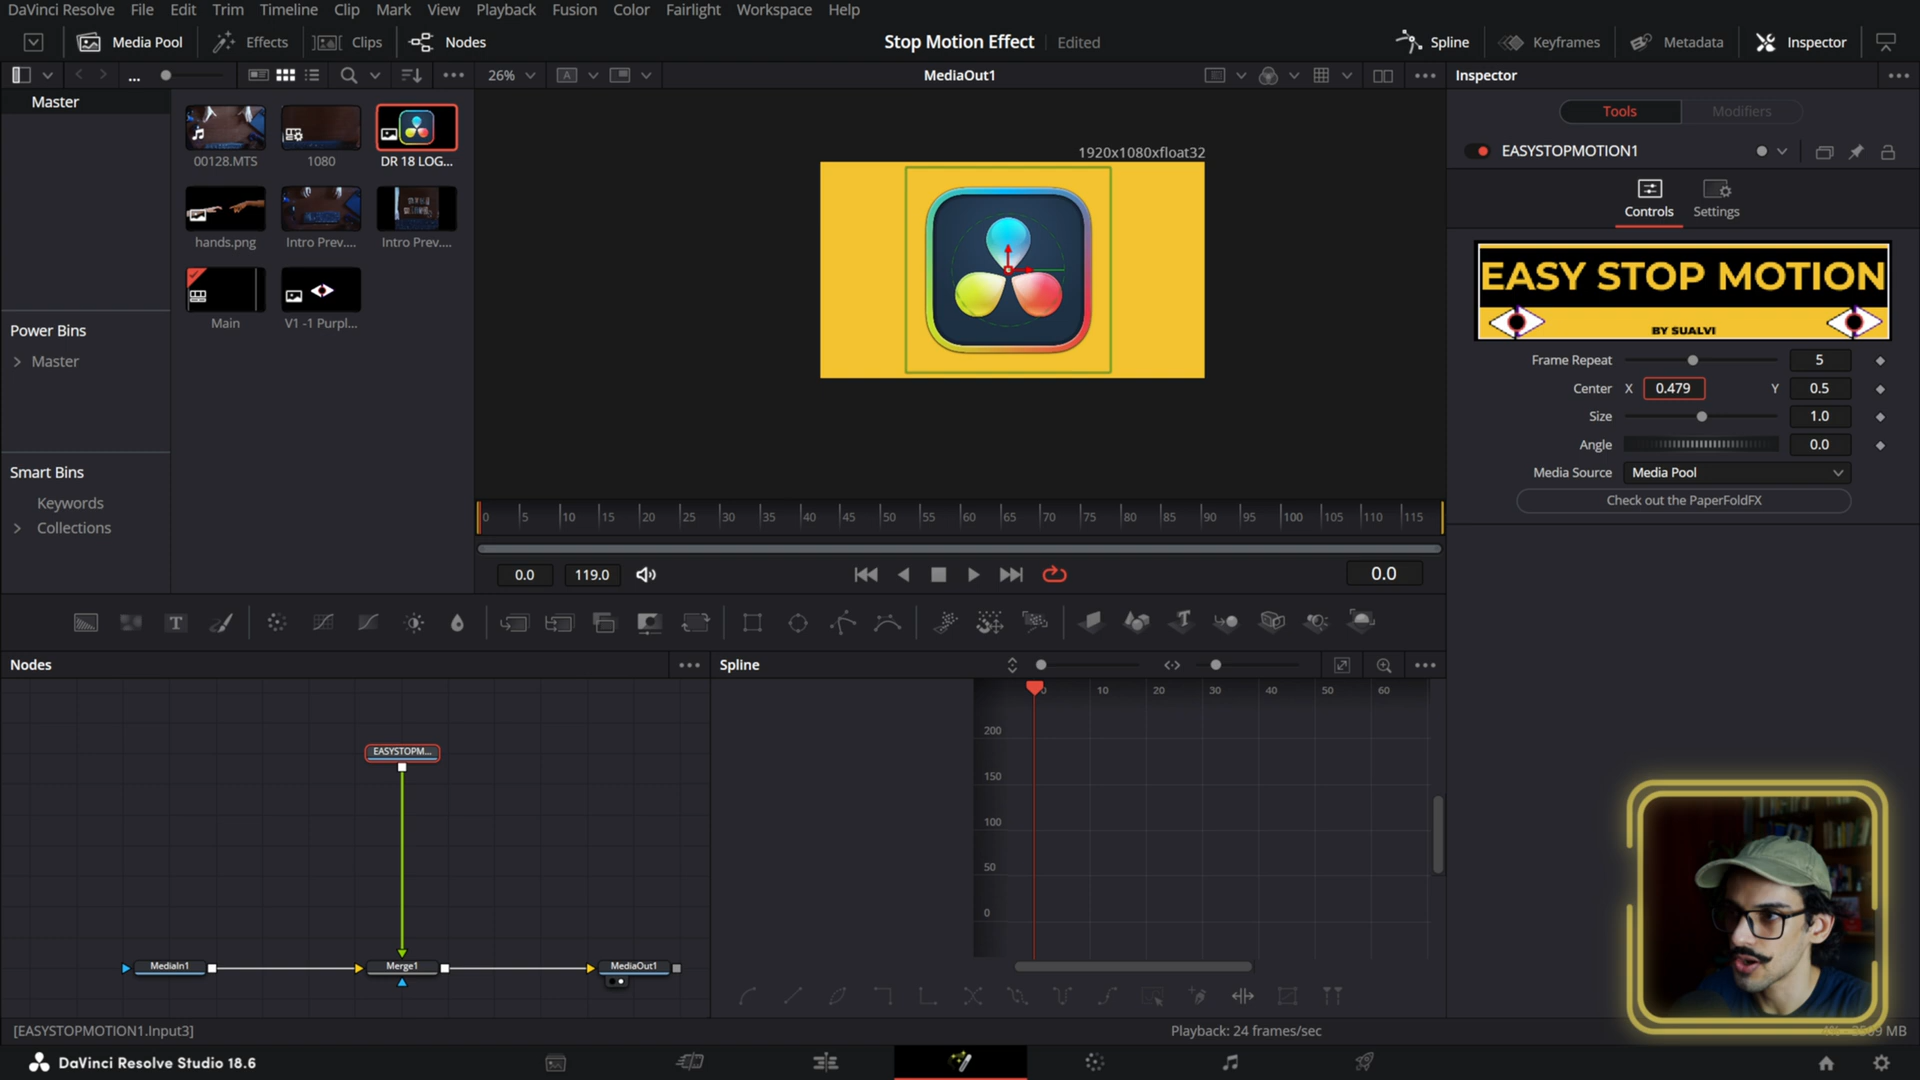 DaVinci Resolve File Edit Trim Timeline Clip Mark View Playback Fusion Color Fairlight Workspace Help
Media Pool Effects Clips Nodes Stop Motion Effect Edited Spline Keyframes Metadata Inspector
... 26% A MediaOut1 Inspector
Master
Tools Modifiers
00128.MTS 1080 DR 18 LOG...
1920x1080xfloat32
EASYSTOPMOTION1
Controls Settings
hands.png Intro Prev.... Intro Prev....
EASY STOP MOTION
BY SUALVI
Main V1 -1 Purpl...
Power Bins
Master
Frame Repeat 5
Center X 0.479 Y 0.5
Size 1.0
Angle 0.0
Media Source Media Pool
Check out the PaperFoldFX
Smart Bins
Keywords
Collections
0 5 10 15 20 25 30 35 40 45 50 55 60 65 70 75 80 85 90 95 100 105 110 115
0.0 119.0 0.0
T T
Nodes Spline
0 10 20 30 40 50 60
200
150
100
50
0
EASYSTOPM...
MediaIn1 Merge1 MediaOut1
[EASYSTOPMOTION1.Input3] Playback: 24 frames/sec MB
DaVinci Resolve Studio 18.6